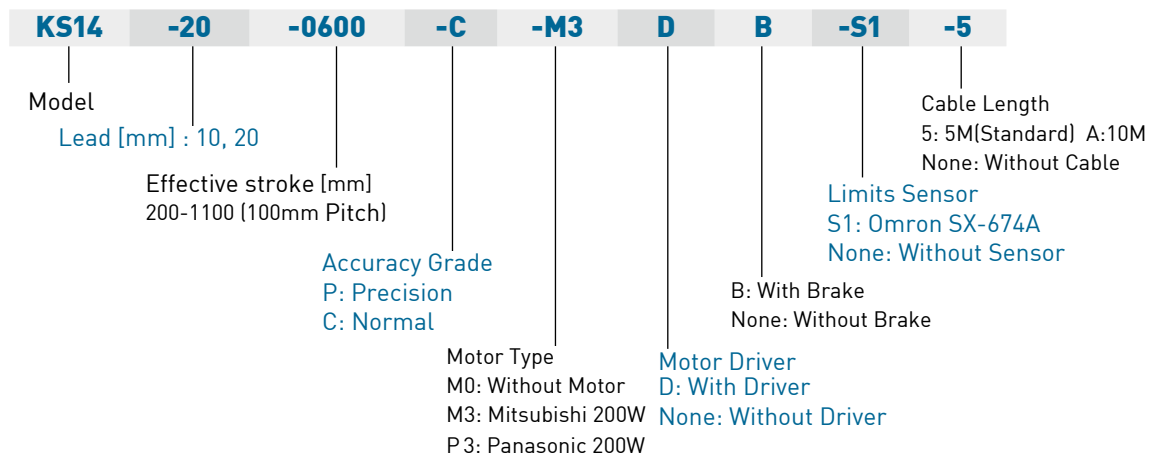 KS14 -20 -0600 -C -M3 D B -S1 -5
Model
Lead [mm] : 10, 20
Effective stroke [mm]
200-1100 (100mm Pitch)
Accuracy Grade
P: Precision
C: Normal
Motor Type
M0: Without Motor
M3: Mitsubishi 200W
P3: Panasonic 200W
Motor Driver
D: With Driver
None: Without Driver
B: With Brake
None: Without Brake
Limits Sensor
S1: Omron SX-674A
None: Without Sensor
Cable Length
5: 5M(Standard) A:10M
None: Without Cable